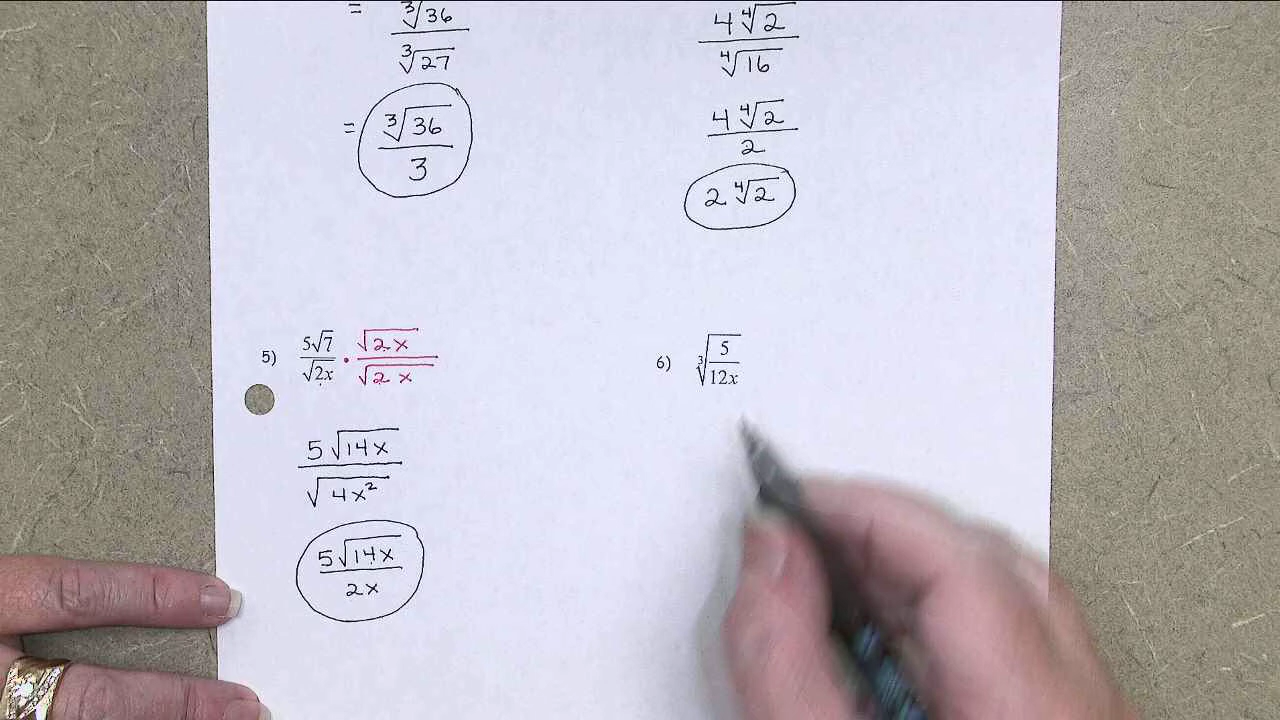 = ∛36
∛27
= ∛36
3
4 ∜2
∜16
4 ∜2
2
2 ∜2
5) 5√7 • √2x
√2x √2x
5 √14x
√4x²
5√14x
2x
6) ∛ 5
12x